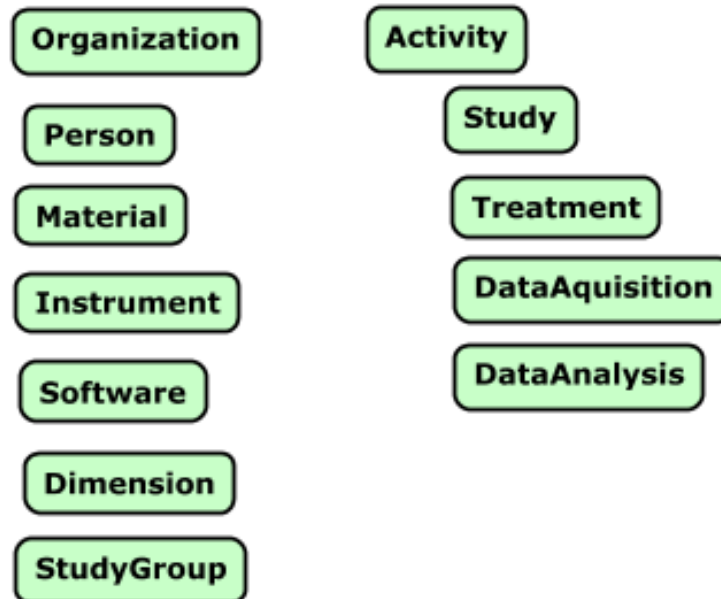 Organization
Person
Material
Instrument
Software
Dimension
StudyGroup
Activity
Study
Treatment
DataAquisition
DataAnalysis